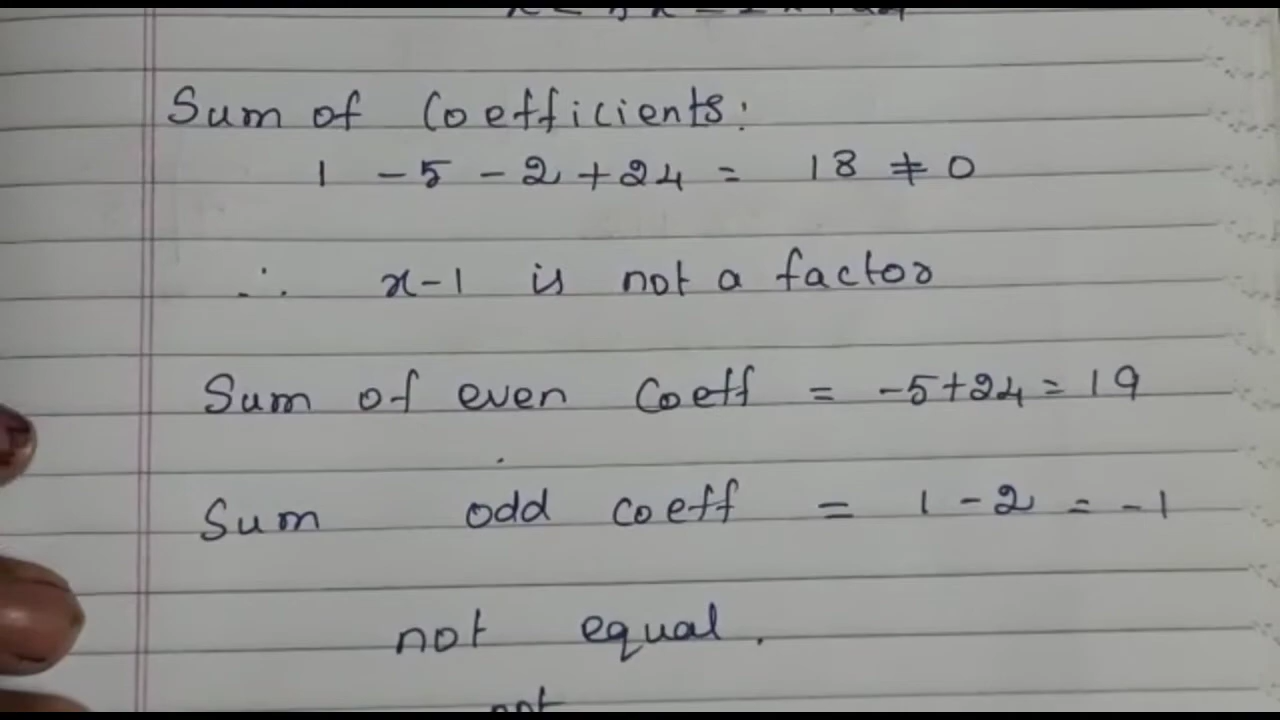 Sum of Coefficients:
1 - 5 - 2 + 24 = 18 ≠ 0
∴ x-1 is not a factor
Sum of even Coeff = -5+24 = 19
Sum odd coeff = 1 - 2 = -1
not equal.
not